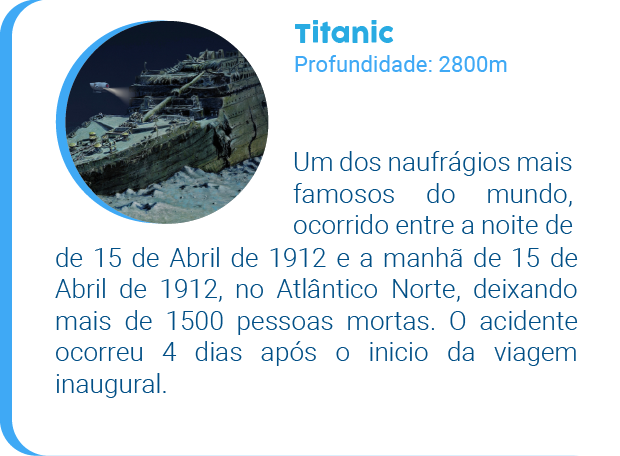 Titanic
Profundidade: 2800m
Um dos naufrágios mais
famosos do mundo,
ocorrido entre a noite de
de 15 de Abril de 1912 e a manhã de 15 de
Abril de 1912, no Atlântico Norte, deixando
mais de 1500 pessoas mortas. O acidente
ocorreu 4 dias após o inicio da viagem
inaugural.